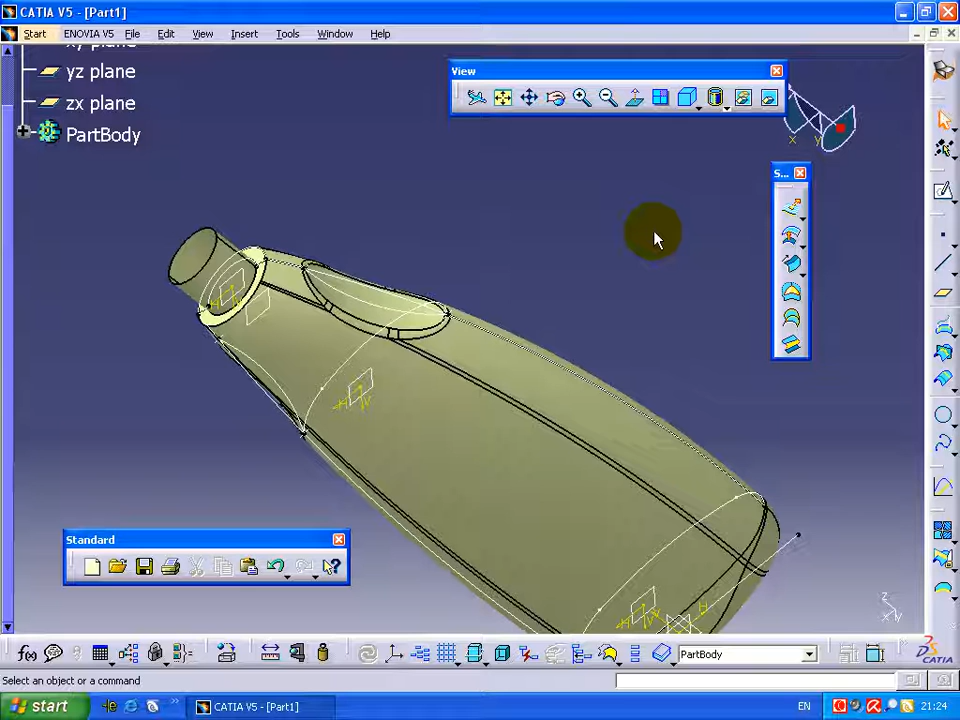 CATIA V5 - [Part1]
Start ENOVIA V5 File Edit View Insert Tools Window Help
yz plane
zx plane
PartBody
View
x y
S...
H V
H V
H
Standard
z
x y
f(x)
PartBody
CATIA
Select an object or a command
start CATIA V5 - [Part1] EN 21:24